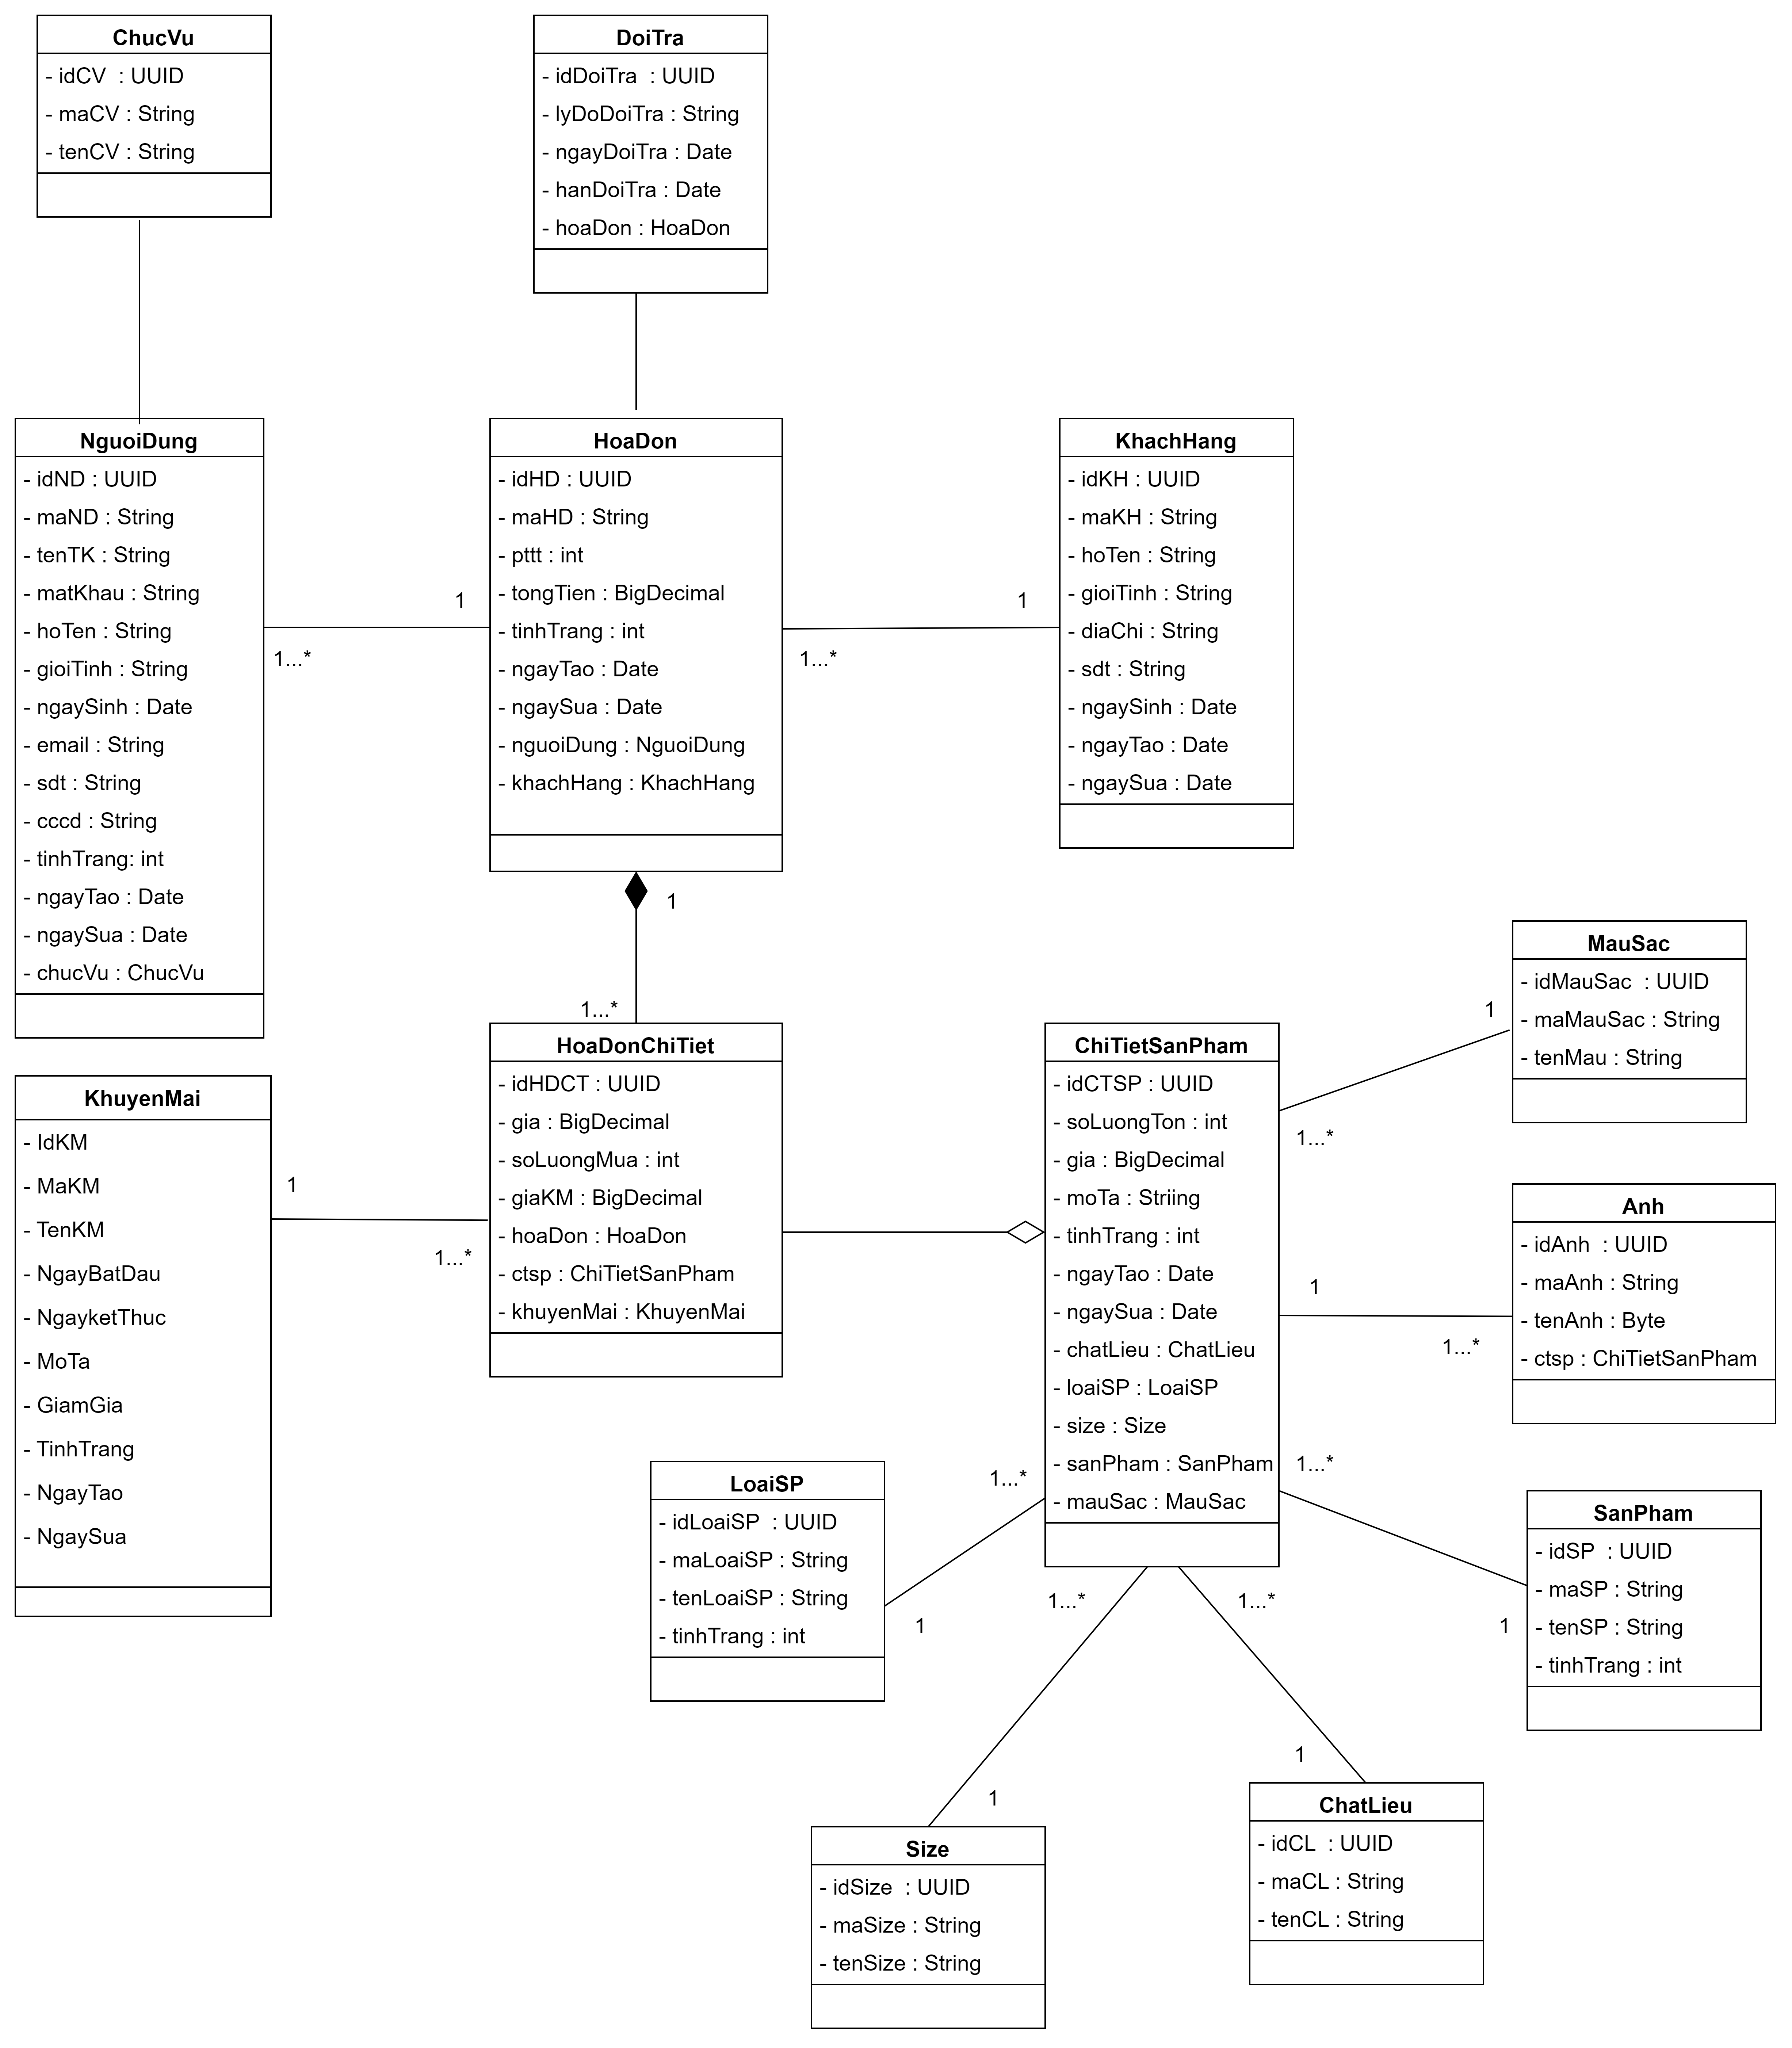 ChucVu
- idCV  : UUID
- maCV : String
- tenCV : String
DoiTra
- idDoiTra  : UUID
- lyDoDoiTra : String
- ngayDoiTra : Date
- hanDoiTra : Date
- hoaDon : HoaDon
NguoiDung
- idND : UUID
- maND : String
- tenTK : String
- matKhau : String
- hoTen : String
- gioiTinh : String
- ngaySinh : Date
- email : String
- sdt : String
- cccd : String
- tinhTrang: int
- ngayTao : Date
- ngaySua : Date
- chucVu : ChucVu
1
1...*
HoaDon
- idHD : UUID
- maHD : String
- pttt : int
- tongTien : BigDecimal
- tinhTrang : int
- ngayTao : Date
- ngaySua : Date
- nguoiDung : NguoiDung
- khachHang : KhachHang
1
1...*
KhachHang
- idKH : UUID
- maKH : String
- hoTen : String
- gioiTinh : String
- diaChi : String
- sdt : String
- ngaySinh : Date
- ngayTao : Date
- ngaySua : Date
1
1...*
KhuyenMai
- IdKM
- MaKM
- TenKM
- NgayBatDau
- NgayketThuc
- MoTa
- GiamGia
- TinhTrang
- NgayTao
- NgaySua
1
1...*
HoaDonChiTiet
- idHDCT : UUID
- gia : BigDecimal
- soLuongMua : int
- giaKM : BigDecimal
- hoaDon : HoaDon
- ctsp : ChiTietSanPham
- khuyenMai : KhuyenMai
ChiTietSanPham
- idCTSP : UUID
- soLuongTon : int
- gia : BigDecimal
- moTa : Striing
- tinhTrang : int
- ngayTao : Date
- ngaySua : Date
- chatLieu : ChatLieu
- loaiSP : LoaiSP
- size : Size
- sanPham : SanPham
- mauSac : MauSac
1
1...*
MauSac
- idMauSac  : UUID
- maMauSac : String
- tenMau : String
1
1...*
Anh
- idAnh  : UUID
- maAnh : String
- tenAnh : Byte
- ctsp : ChiTietSanPham
1...*
1
SanPham
- idSP  : UUID
- maSP : String
- tenSP : String
- tinhTrang : int
1...*
1
LoaiSP
- idLoaiSP  : UUID
- maLoaiSP : String
- tenLoaiSP : String
- tinhTrang : int
1...*
1
Size
- idSize  : UUID
- maSize : String
- tenSize : String
1...*
1
ChatLieu
- idCL  : UUID
- maCL : String
- tenCL : String